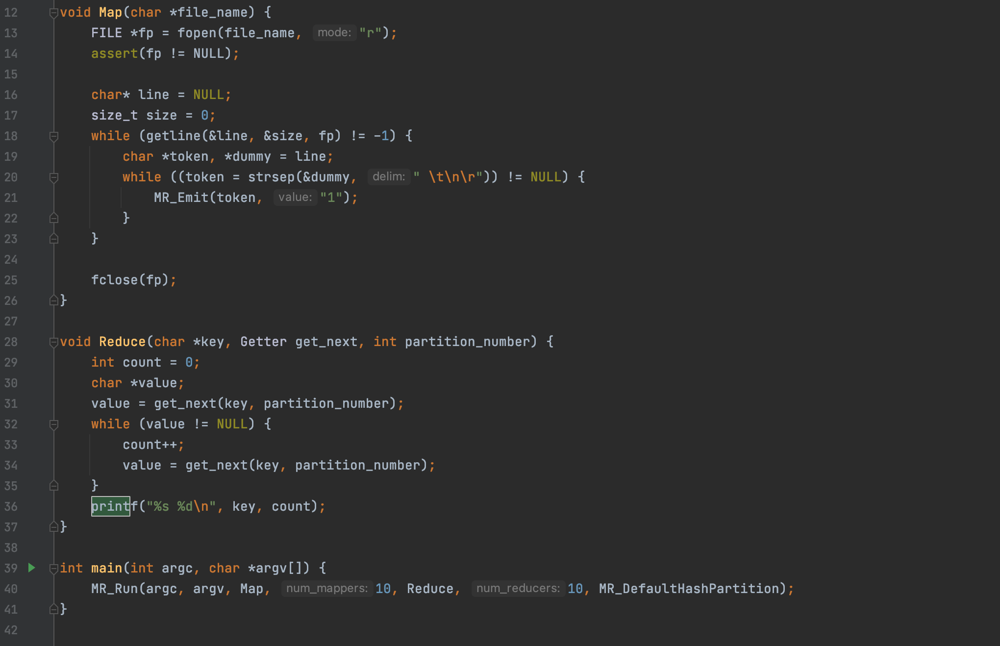 12 void Map(char *file_name) {
13     FILE *fp = fopen(file_name, mode: "r");
14     assert(fp != NULL);
15
16     char* line = NULL;
17     size_t size = 0;
18     while (getline(&line, &size, fp) != -1) {
19         char *token, *dummy = line;
20         while ((token = strsep(&dummy, delim: " \t\n\r")) != NULL) {
21             MR_Emit(token, value: "1");
22         }
23     }
24
25     fclose(fp);
26 }
27
28 void Reduce(char *key, Getter get_next, int partition_number) {
29     int count = 0;
30     char *value;
31     value = get_next(key, partition_number);
32     while (value != NULL) {
33         count++;
34         value = get_next(key, partition_number);
35     }
36     printf("%s %d\n", key, count);
37 }
38
39 int main(int argc, char *argv[]) {
40     MR_Run(argc, argv, Map, num_mappers: 10, Reduce, num_reducers: 10, MR_DefaultHashPartition);
41 }
42